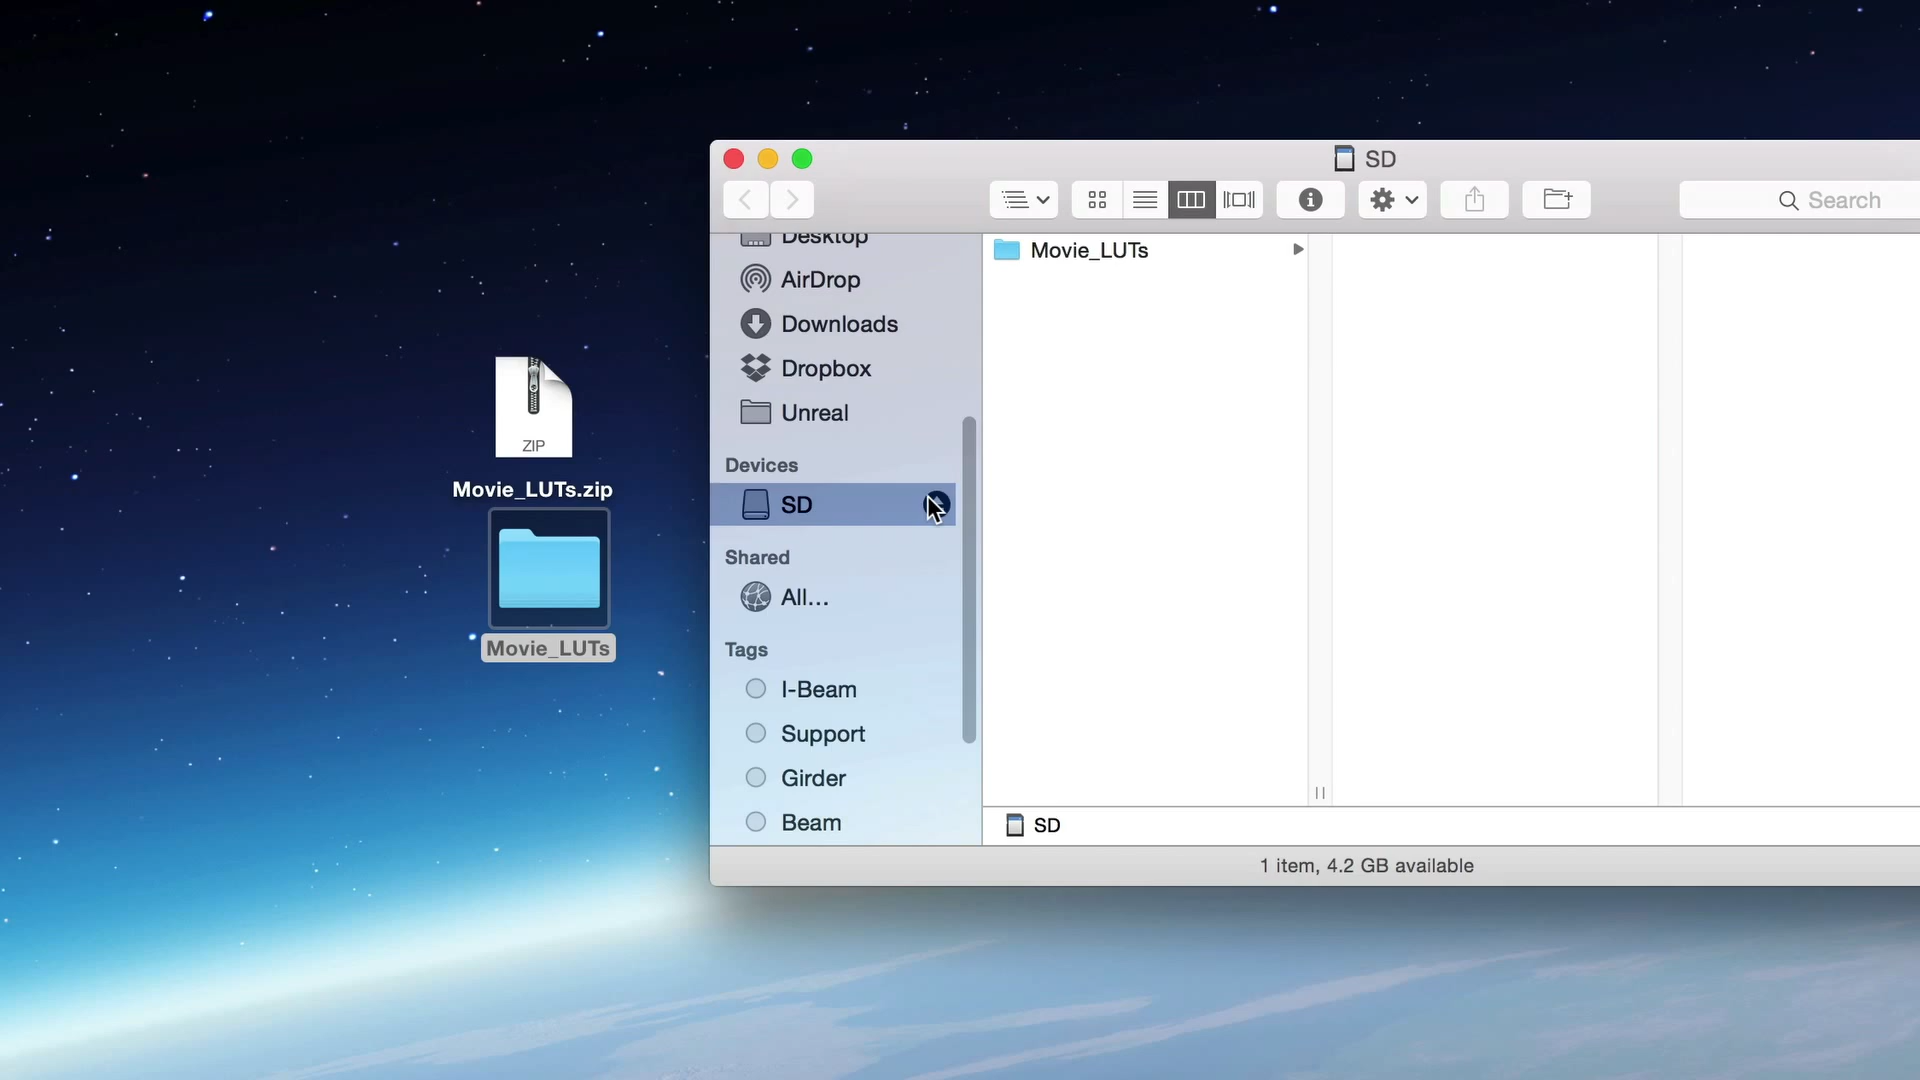 SD
Search
Desktop
AirDrop
Downloads
Dropbox
Unreal
Devices
SD
Shared
All...
Tags
I-Beam
Support
Girder
Beam
Movie_LUTs
SD
1 item, 4.2 GB available
ZIP
Movie_LUTs.zip
Movie_LUTs